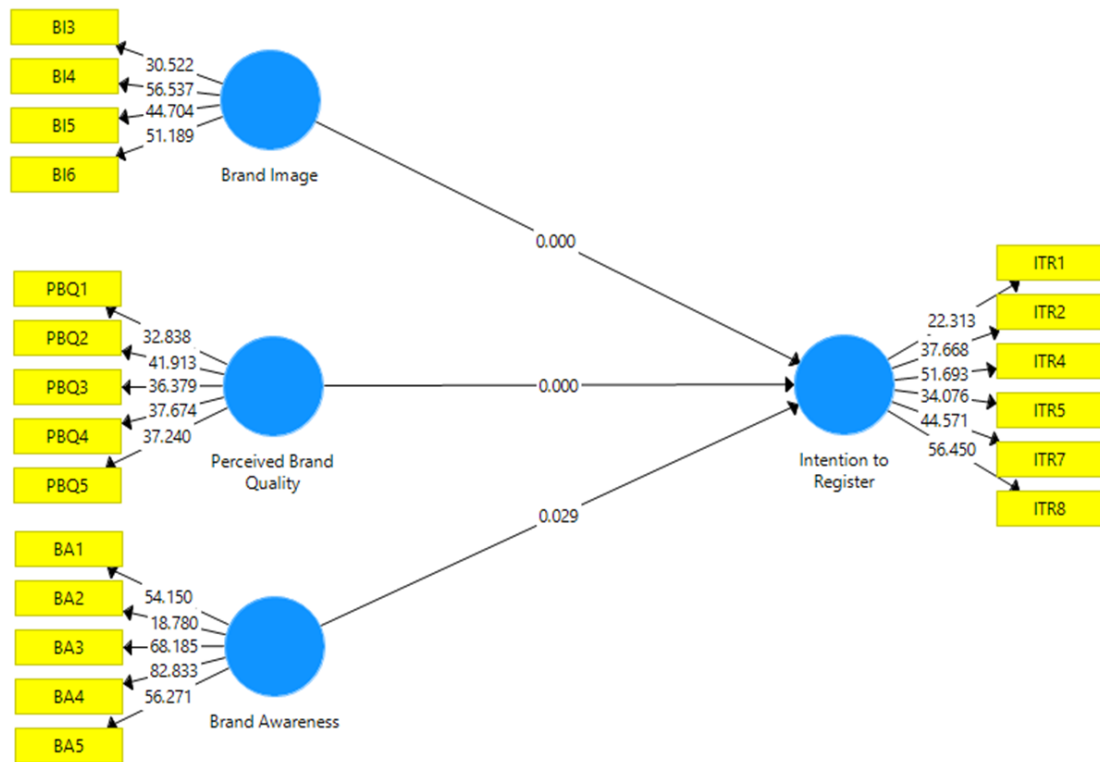 BI3
BI4
BI5
BI6
30.522
56.537
44.704
51.189
Brand Image
0.000
PBQ1
PBQ2
PBQ3
PBQ4
PBQ5
32.838
41.913
36.379
37.674
37.240
Perceived Brand
Quality
0.000
BA1
BA2
BA3
BA4
BA5
54.150
18.780
68.185
82.833
56.271
Brand Awareness
0.029
Intention to
Register
22.313
37.668
51.693
34.076
44.571
56.450
ITR1
ITR2
ITR4
ITR5
ITR7
ITR8